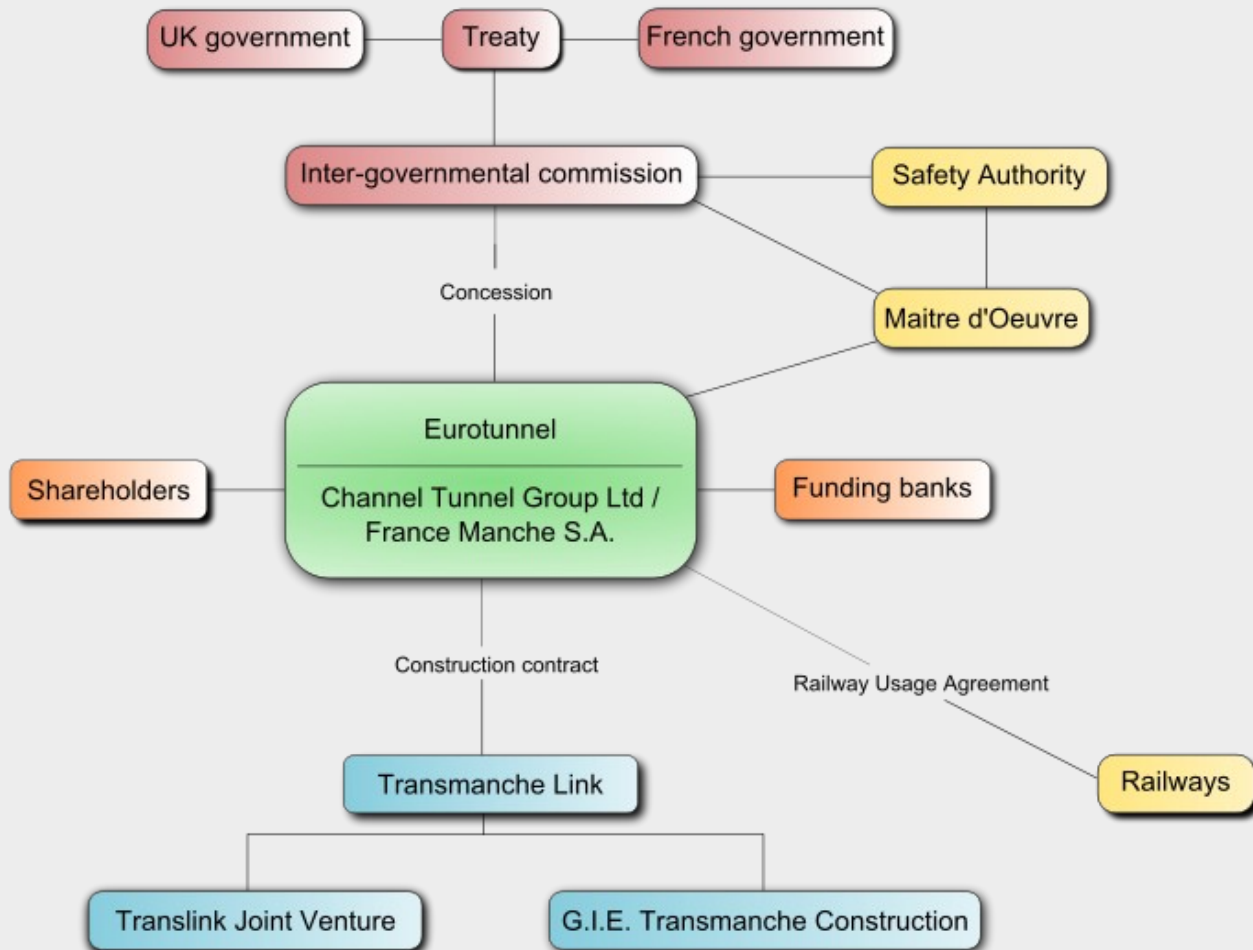 UK government
Treaty
French government
Inter-governmental commission
Safety Authority
Concession
Maitre d'Oeuvre
Eurotunnel
Channel Tunnel Group Ltd /
France Manche S.A.
Shareholders
Funding banks
Construction contract
Railway Usage Agreement
Transmanche Link
Railways
Translink Joint Venture
G.I.E. Transmanche Construction